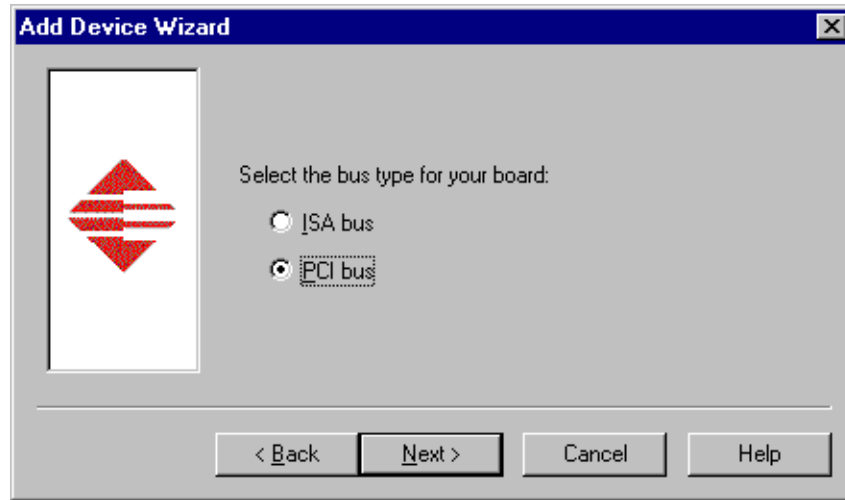 Add Device Wizard
Select the bus type for your board:
ISA bus
PCI bus
< Back Next > Cancel Help